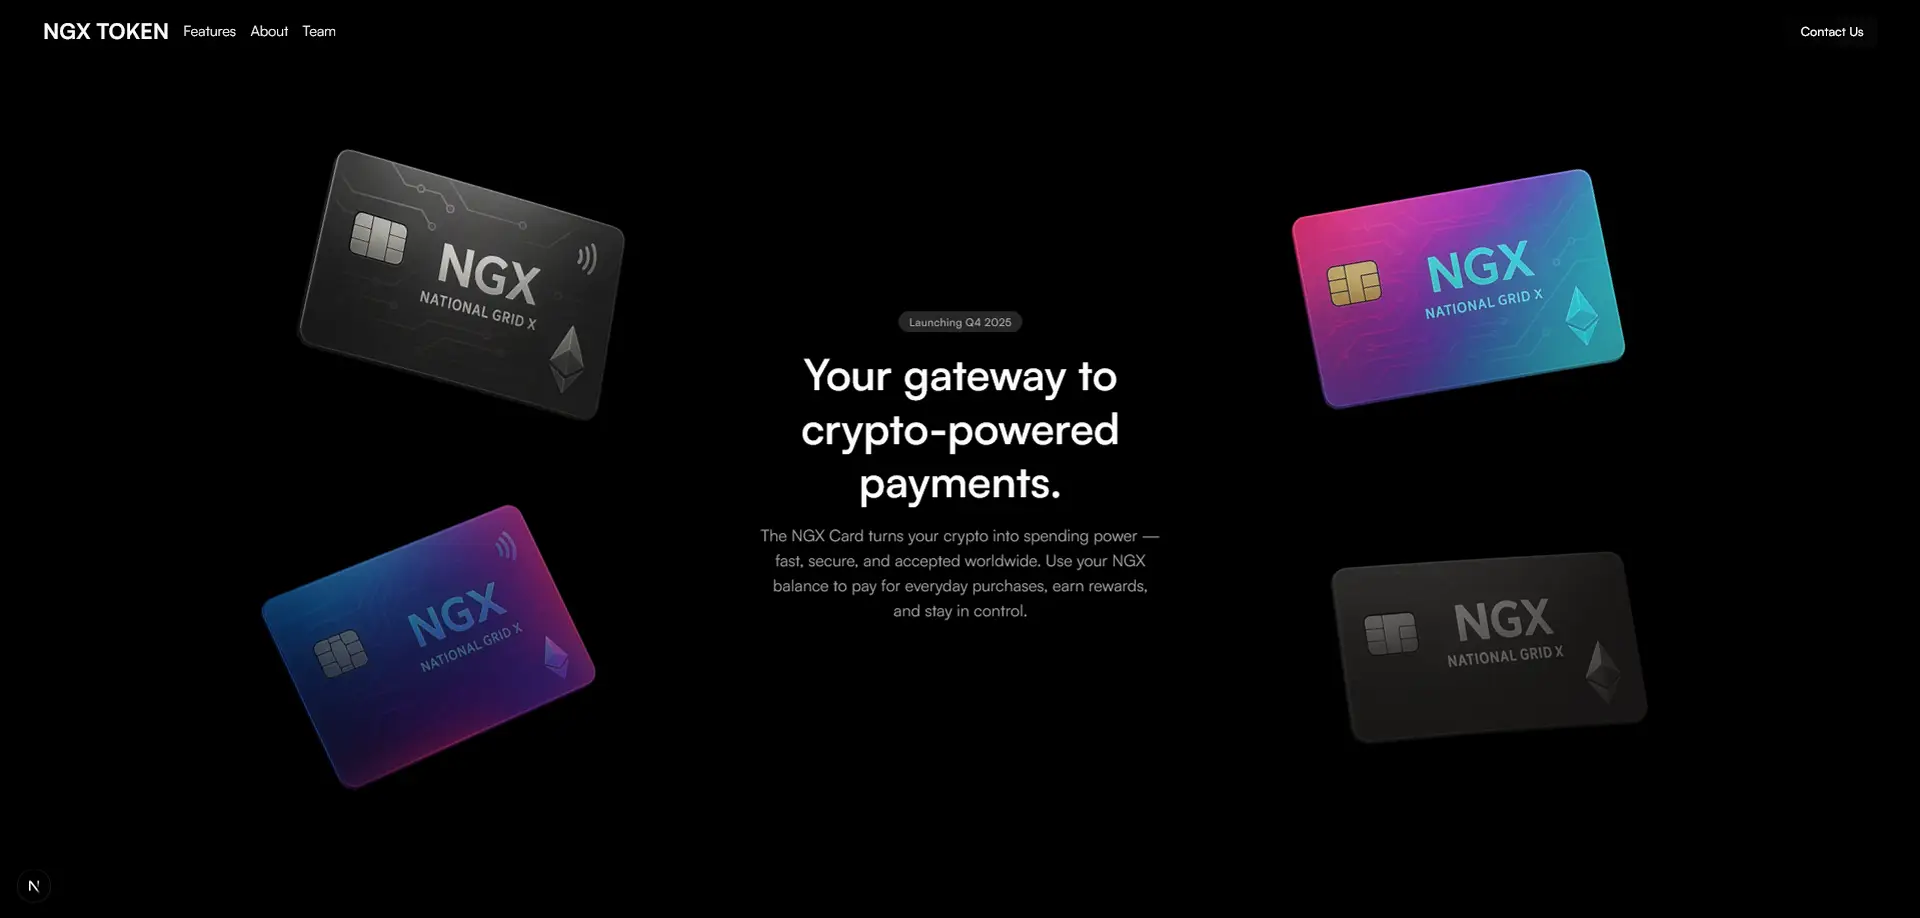 NGX TOKEN
Features
About
Team
Contact Us
NGX
NATIONAL GRID X
NGX
NATIONAL GRID X
Launching Q4 2025
Your gateway to
crypto-powered
payments.
The NGX Card turns your crypto into spending power —
fast, secure, and accepted worldwide. Use your NGX
balance to pay for everyday purchases, earn rewards,
and stay in control.
NGX
NATIONAL GRID X
NGX
NATIONAL GRID X
N